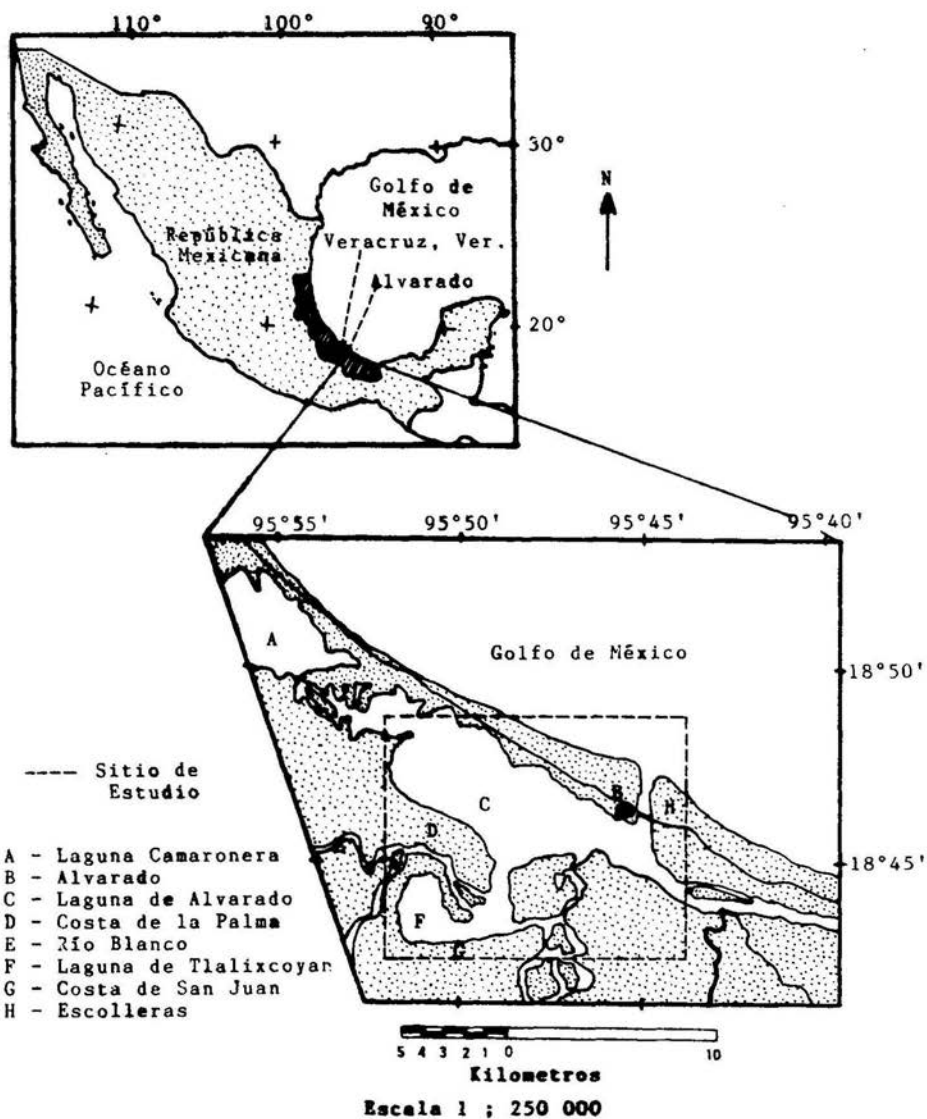 110° 100° 90°
30°
N
Golfo de
México
República
Mexicana
Veracruz, Ver.
Alvarado
20°
Océano
Pacífico
95°55' 95°50' 95°45' 95°40'
A
Golfo de México
18°50'
---- Sitio de
Estudio
B
H
C
D
E
18°45'
F
G
A - Laguna Camaronera
B - Alvarado
C - Laguna de Alvarado
D - Costa de la Palma
E - Río Blanco
F - Laguna de Tlalixcoyan
G - Costa de San Juan
H - Escolleras
5 4 3 2 1 0 10
Kilometros
Escala 1 ; 250 000